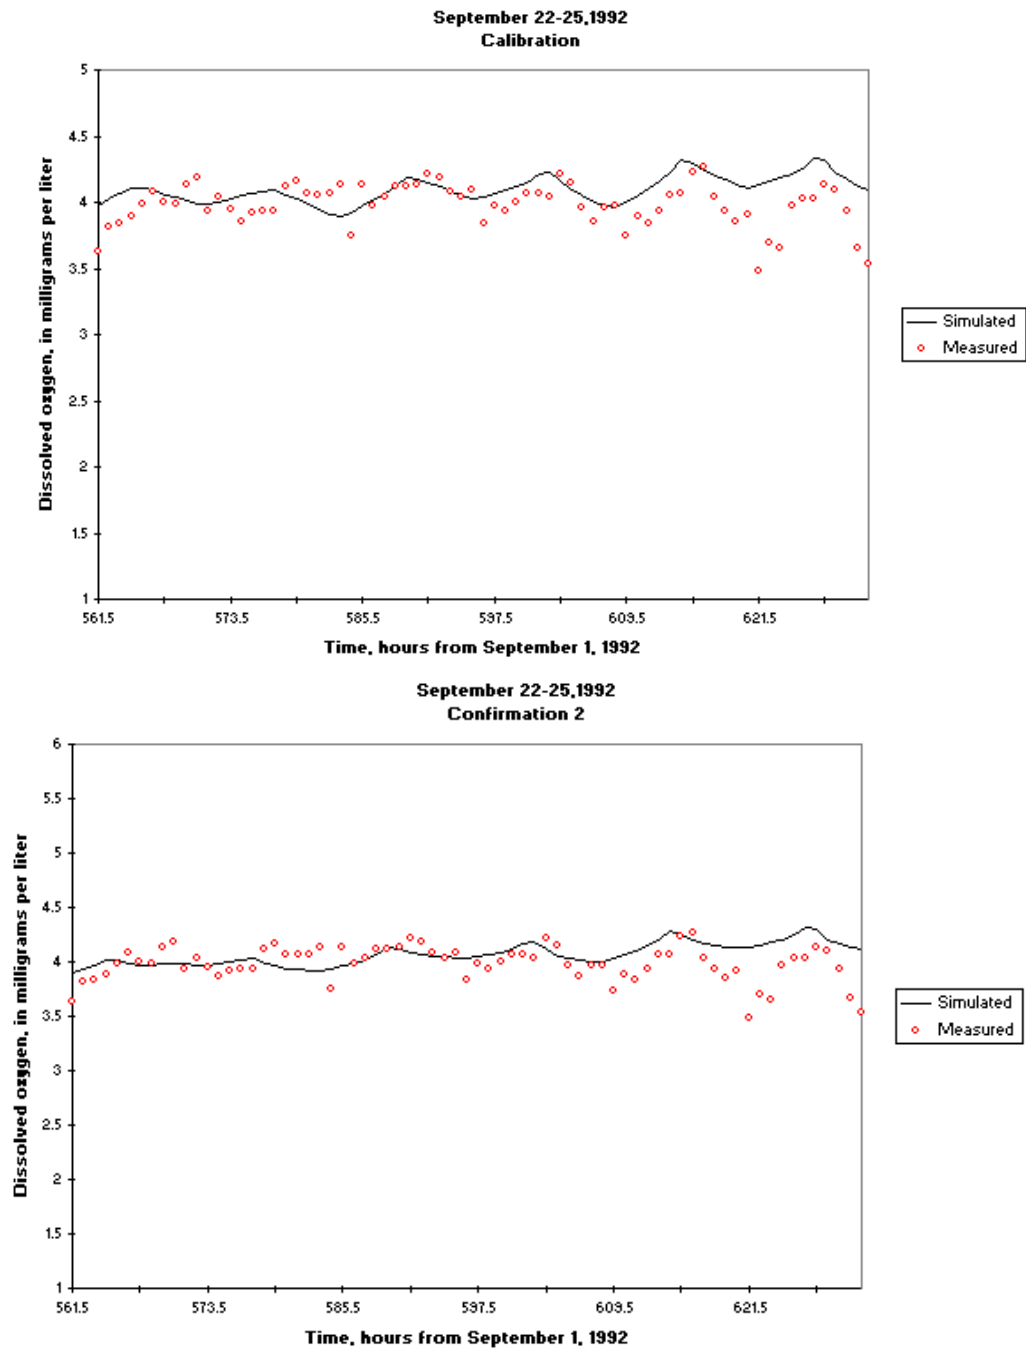 September 22-25,1992
Calibration
5
4.5
4
3.5
3
2.5
2
1.5
1
Dissolved oxygen, in milligrams per liter
561.5 573.5 585.5 597.5 609.5 621.5
Time, hours from September 1, 1992
Simulated
Measured
September 22-25,1992
Confirmation 2
6
5.5
5
4.5
4
3.5
3
2.5
2
1.5
1
Dissolved oxygen, in milligrams per liter
561.5 573.5 585.5 597.5 609.5 621.5
Time, hours from September 1, 1992
Simulated
Measured